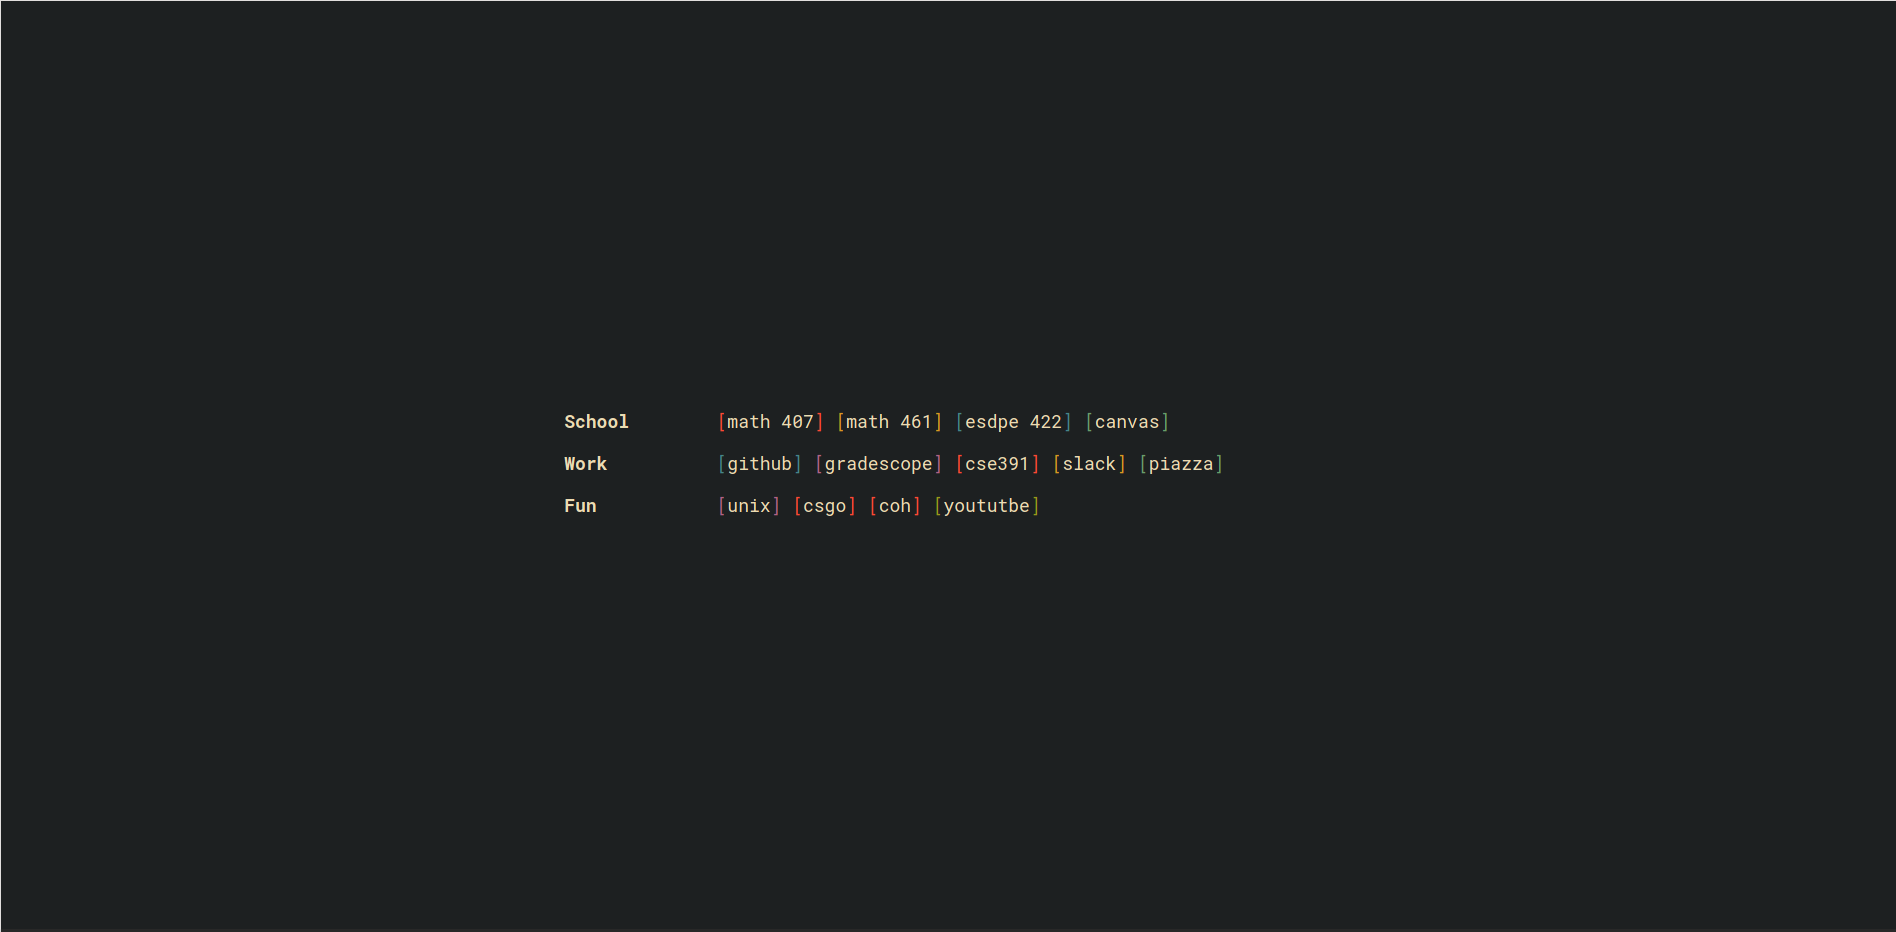 School [math 407] [math 461] [esdpe 422] [canvas]
Work [github] [gradescope] [cse391] [slack] [piazza]
Fun [unix] [csgo] [coh] [yoututbe]